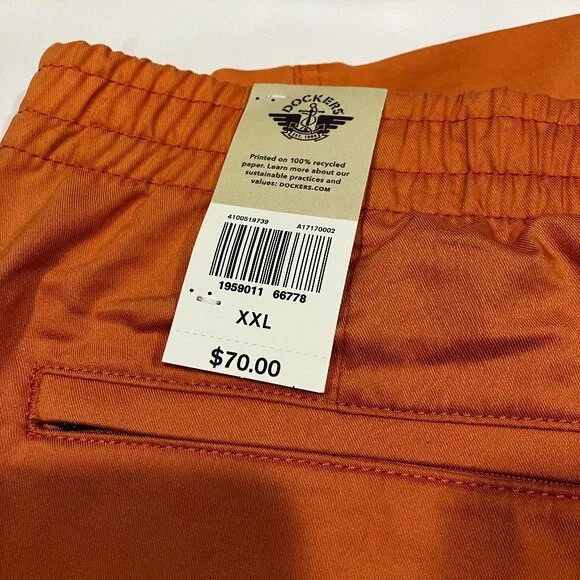 DOCKERS
EST. 1986
Printed on 100% recycled
paper. Learn more about our
sustainable practices and
values: DOCKERS.COM
4100519739 A17170002
1959011 66778
XXL
$70.00